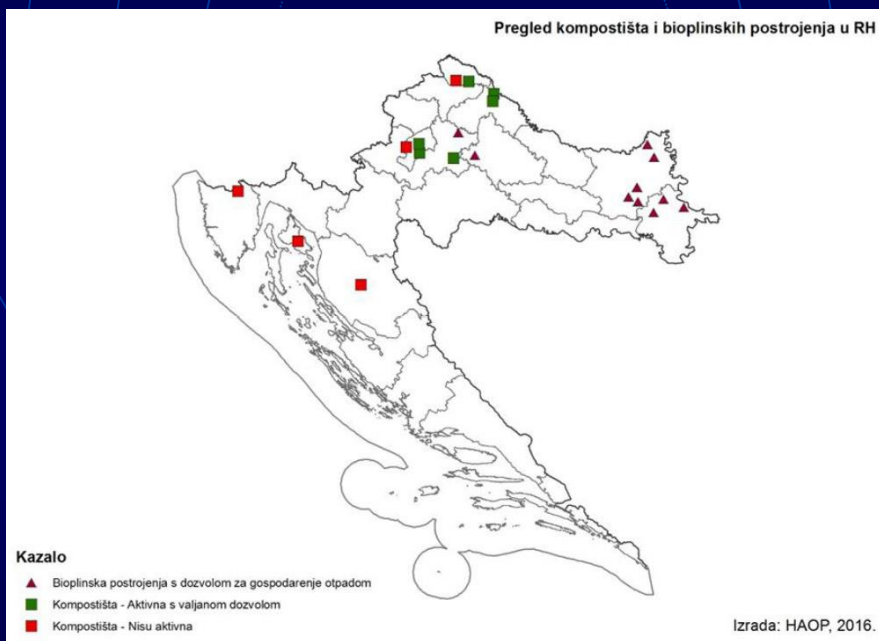 Pregled kompostišta i bioplinskih postrojenja u RH
Kazalo
Bioplinska postrojenja s dozvolom za gospodarenje otpadom
Kompostišta - Aktivna s valjanom dozvolom
Kompostišta - Nisu aktivna
Izrada: HAOP, 2016.